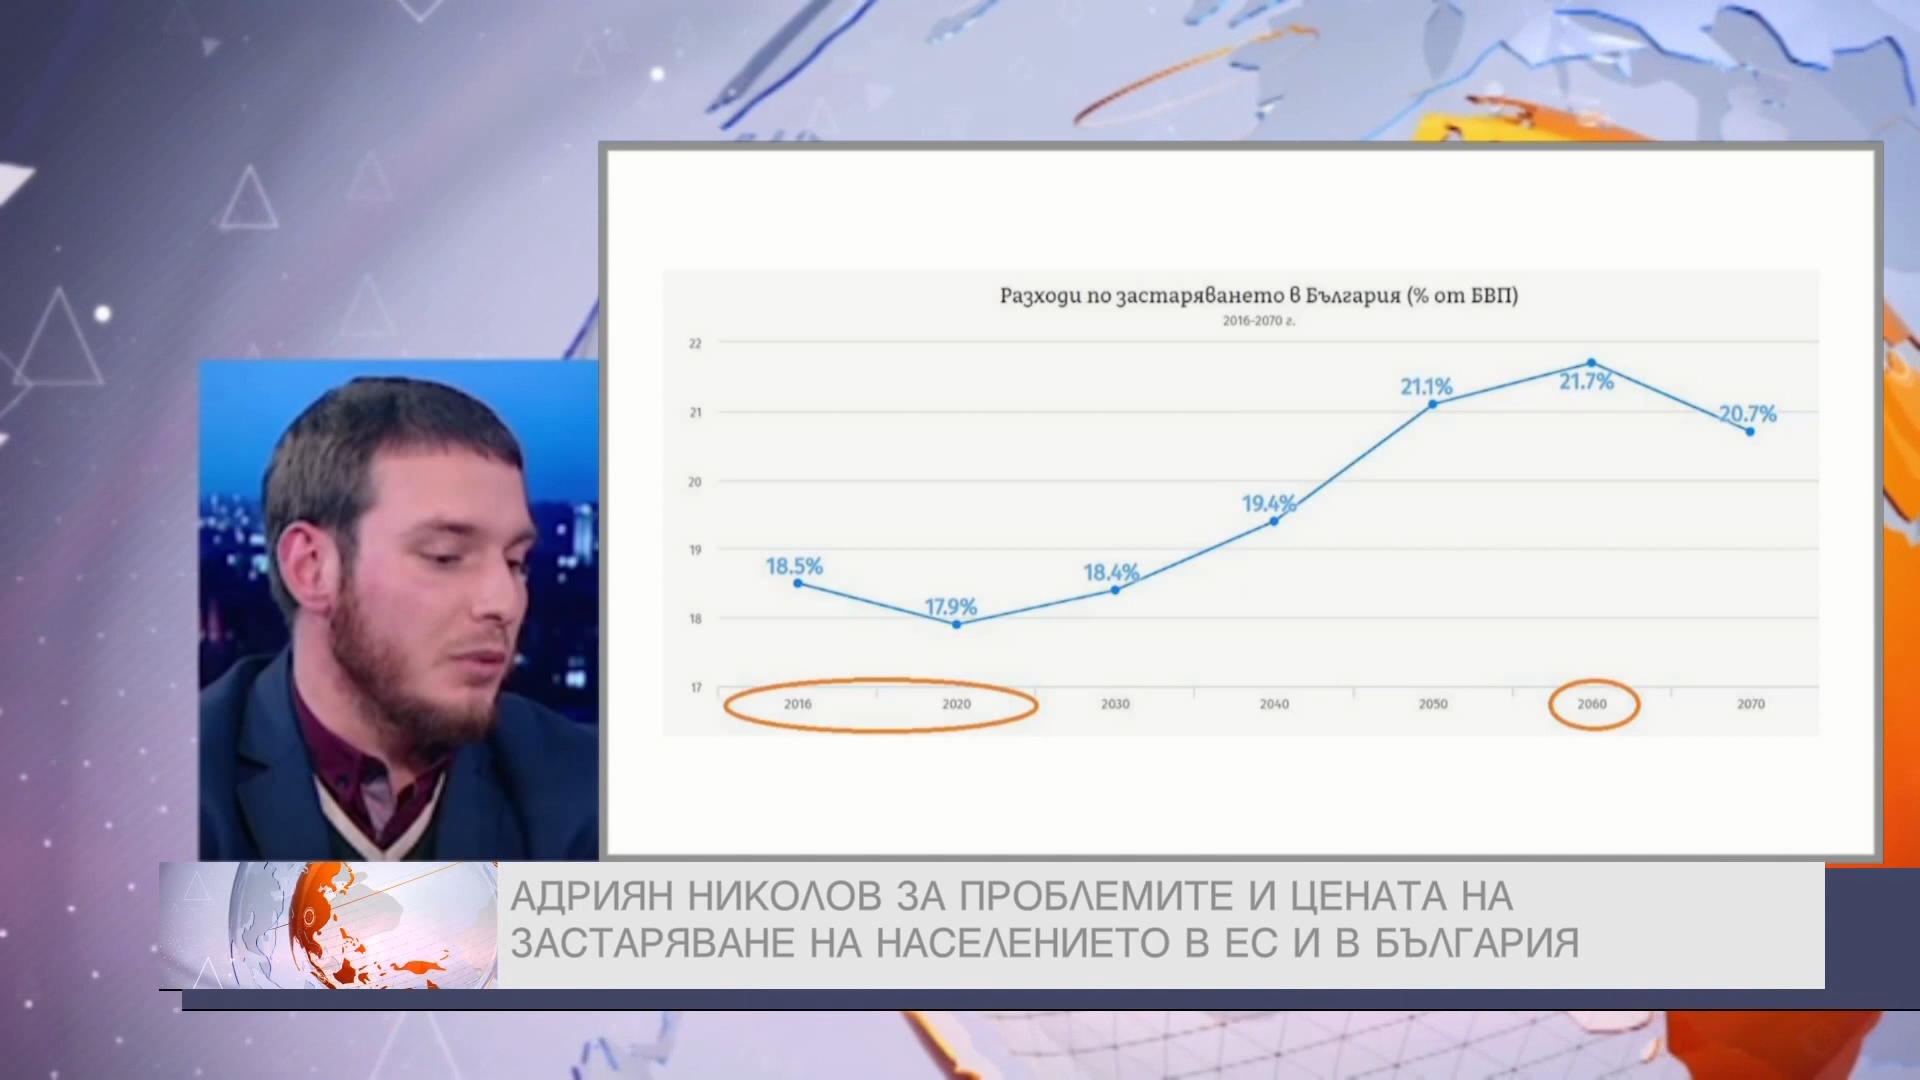 Разходи по застаряването в България (% от БВП)
2016-2070 г.
22
21
20
19
18
17
18.5%
17.9%
18.4%
19.4%
21.1%
21.7%
20.7%
2016 2020 2030 2040 2050 2060 2070
АДРИЯН НИКОЛОВ ЗА ПРОБЛЕМИТЕ И ЦЕНАТА НА
ЗАСТАРЯВАНЕ НА НАСЕЛЕНИЕТО В ЕС И В БЪЛГАРИЯ